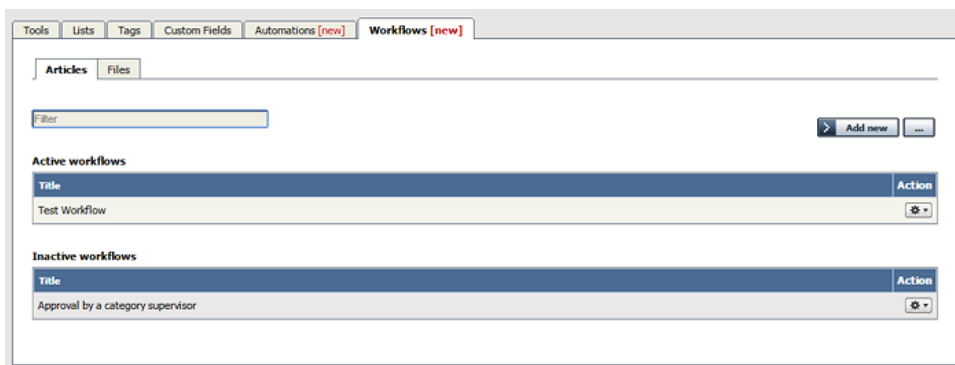 Tools Lists Tags Custom Fields Automations [new] Workflows [new]
Articles Files
Filter
Add new ...
Active workflows
Title Action
Test Workflow
Inactive workflows
Title Action
Approval by a category supervisor